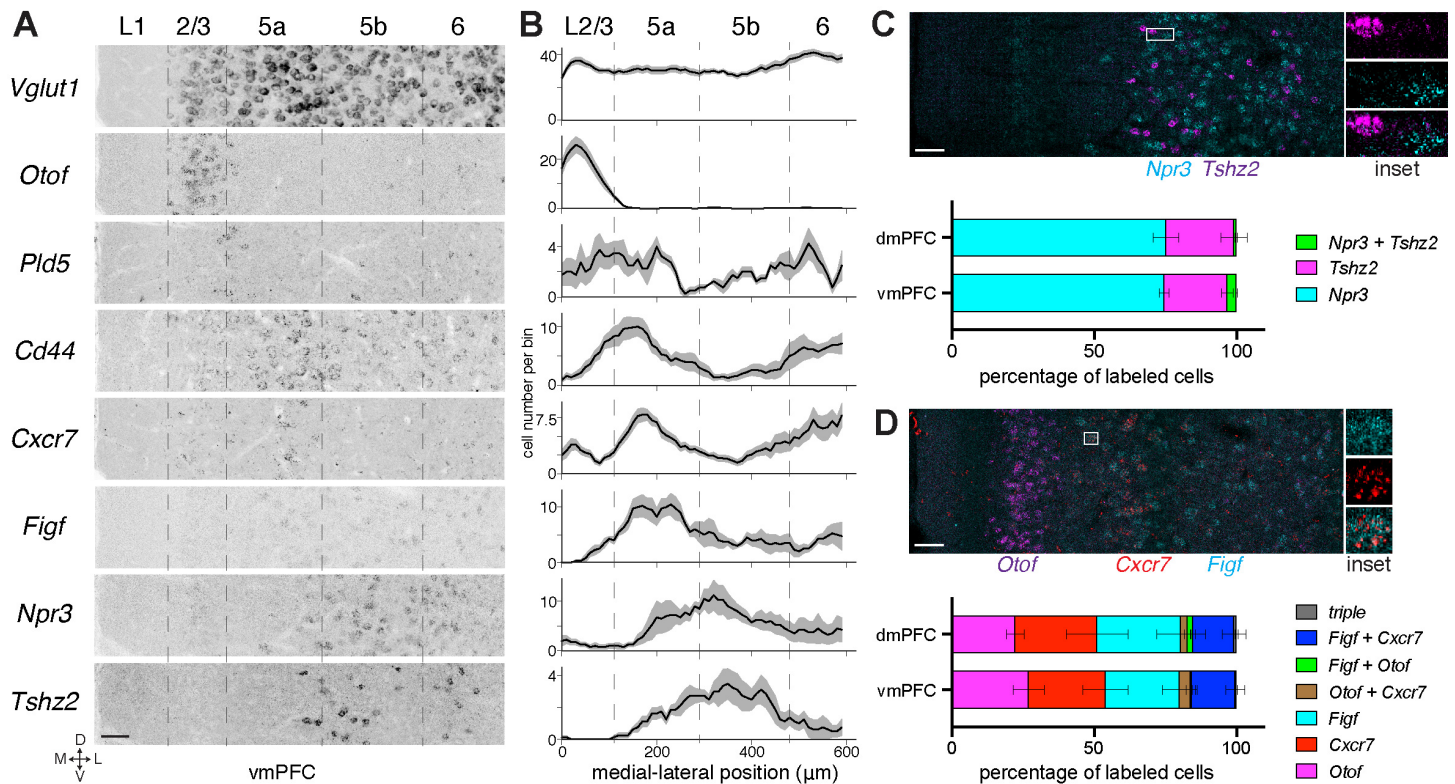 A
L1 2/3 5a 5b 6
Vglut1
Otof
Pld5
Cd44
Cxcr7
Figf
Npr3
Tshz2
D
M L
V
vmPFC
B
L2/3 5a 5b 6
cell number per bin
40
0
20
0
4
0
10
0
7.5
0
10
0
10
0
4
0
0 200 400 600
medial-lateral position (µm)
C
Npr3 Tshz2
inset
dmPFC
vmPFC
0 50 100
percentage of labeled cells
Npr3 + Tshz2
Tshz2
Npr3
D
Otof Cxcr7 Figf
inset
dmPFC
vmPFC
0 50 100
percentage of labeled cells
triple
Figf + Cxcr7
Figf + Otof
Otof + Cxcr7
Figf
Cxcr7
Otof